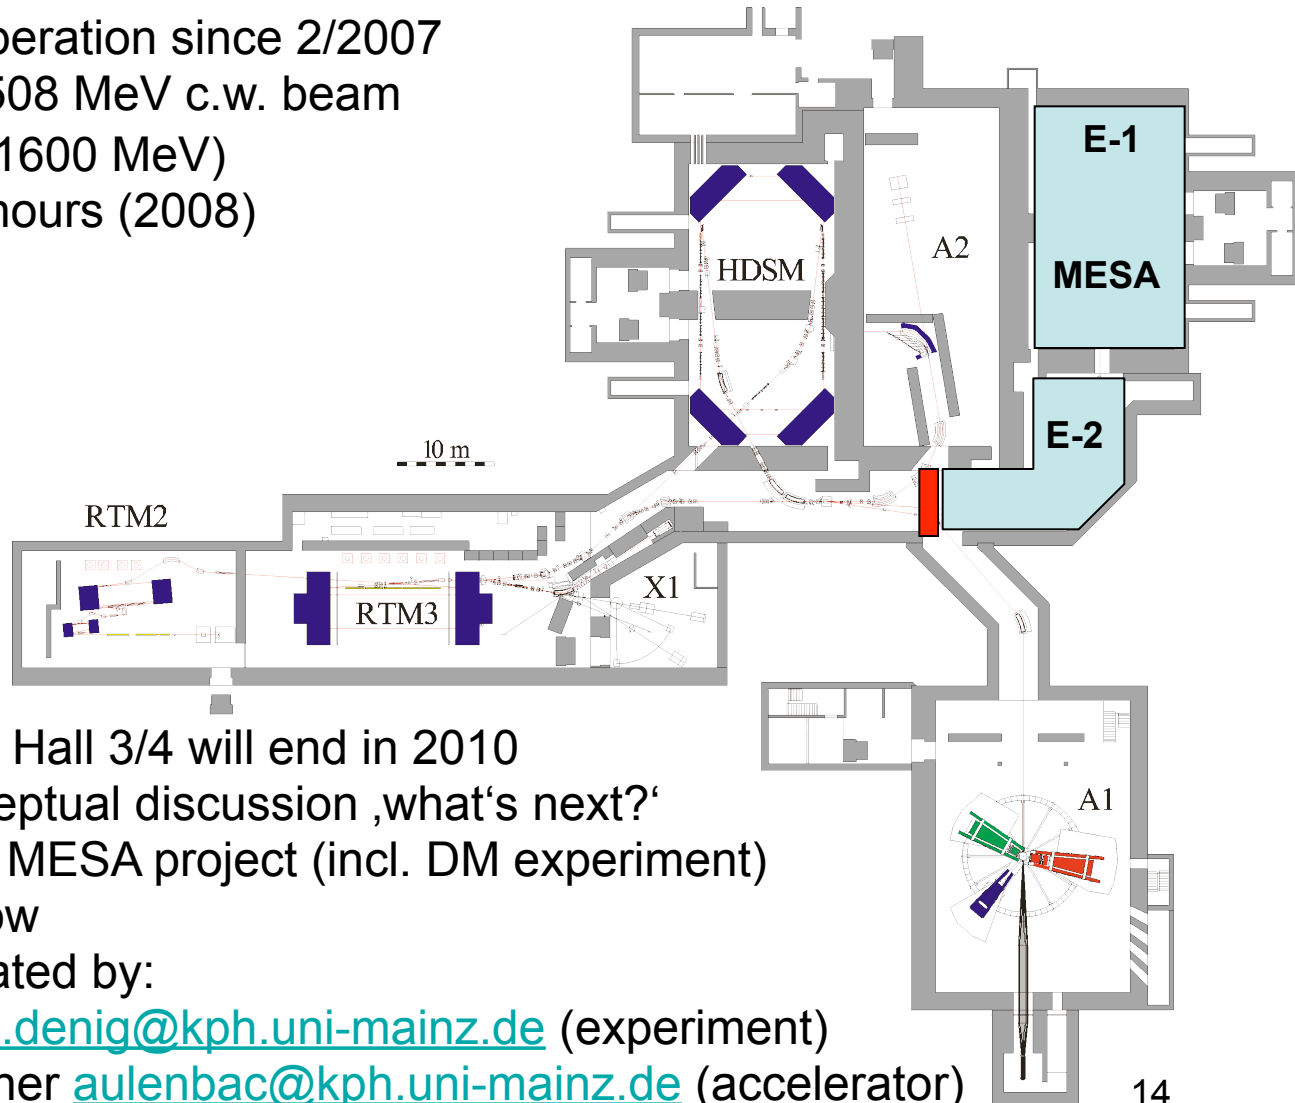 peration since 2/2007
508 MeV c.w. beam
1600 MeV)
hours (2008)
E-1
A2
HDSM
MESA
E-2
10 m
RTM2
X1
RTM3
Hall 3/4 will end in 2010
eptual discussion ‚what‘s next?‘
A1
MESA project (incl. DM experiment)
ow
ated by:
.denig@kph.uni-mainz.de (experiment)
ner aulenbac@kph.uni-mainz.de (accelerator)
14